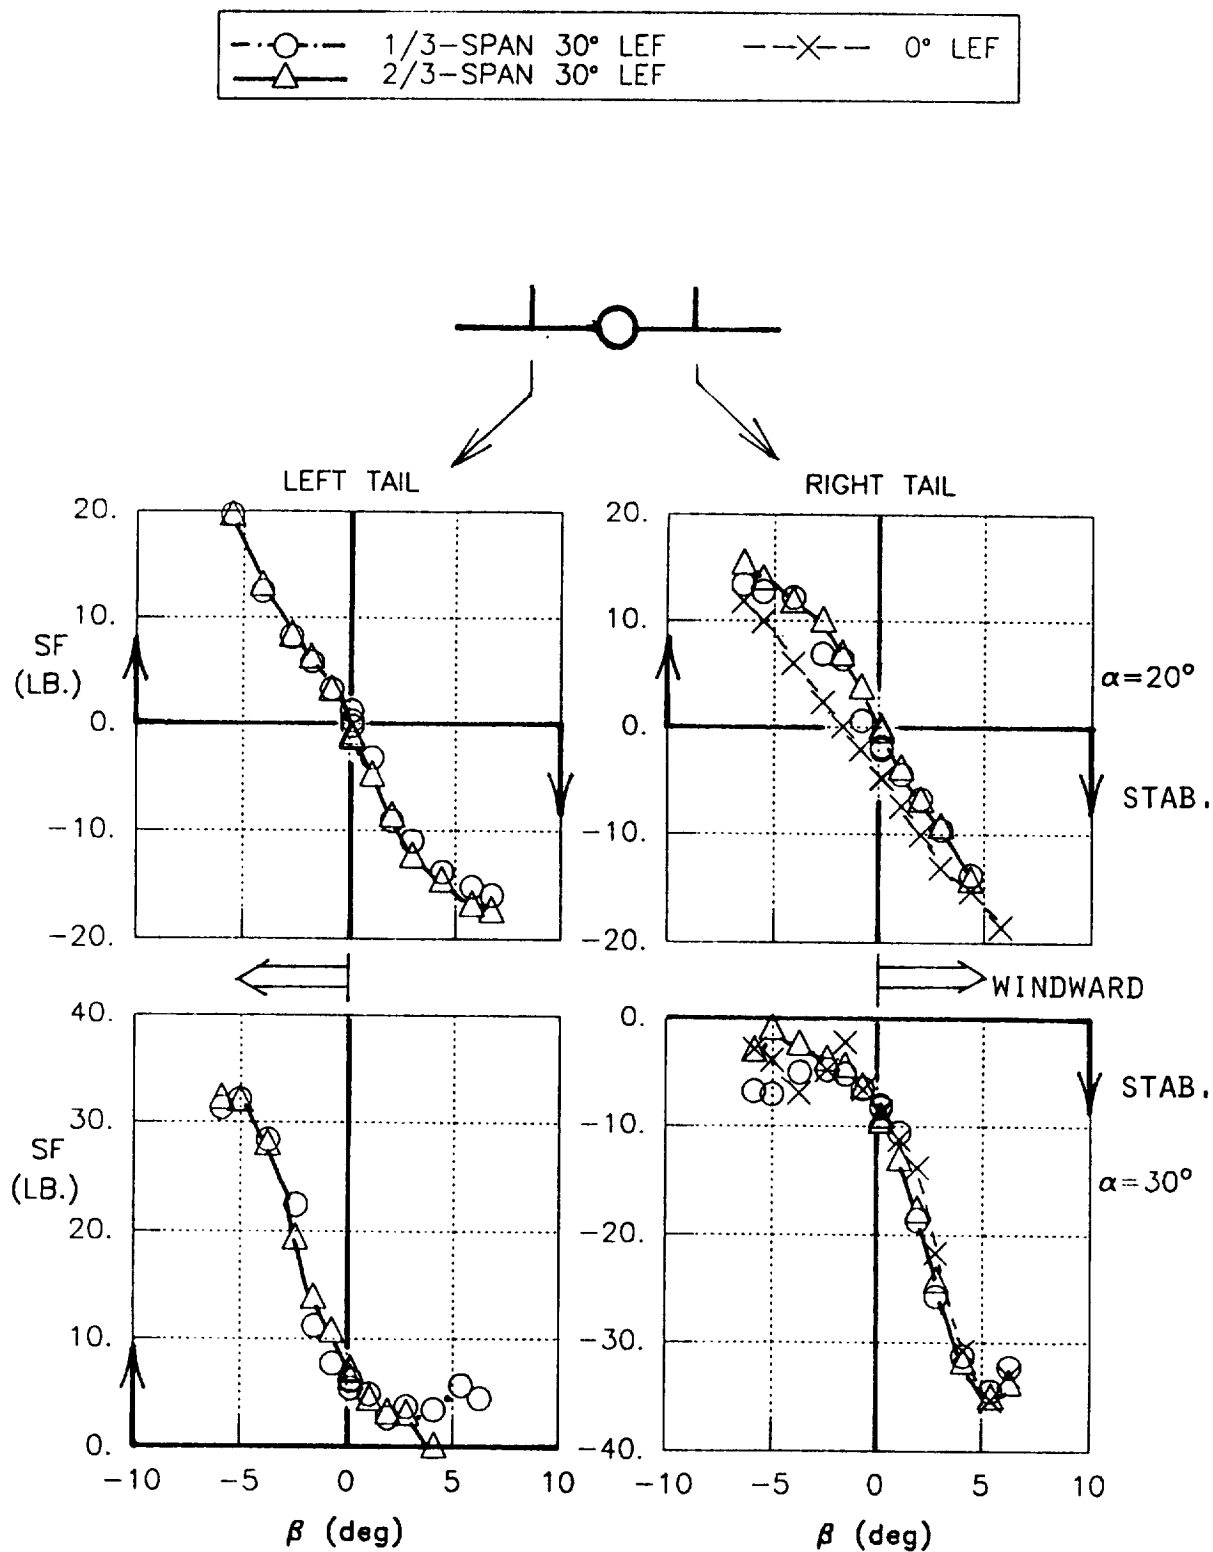 1/3-SPAN 30° LEF
0° LEF
2/3-SPAN 30° LEF
LEFT TAIL
RIGHT TAIL
20.
10.
0.
-10.
-20.
SF
(LB.)
20.
10.
0.
-10.
-20.
α=20°
STAB.
WINDWARD
40.
30.
20.
10.
0.
SF
(LB.)
-10
-5
0
5
10
β (deg)
0.
-10.
-20.
-30.
-40.
STAB.
α=30°
-10
-5
0
5
10
β (deg)